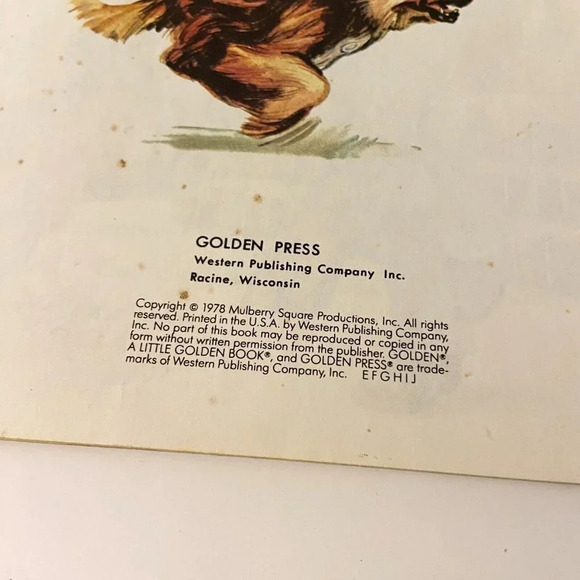 GOLDEN PRESS
Western Publishing Company Inc.
Racine, Wisconsin
Copyright © 1978 Mulberry Square Productions, Inc. All rights
reserved. Printed in the U.S.A. by Western Publishing Company,
Inc. No part of this book may be reproduced or copied in any
form without written permission from the publisher. GOLDEN®,
A LITTLE GOLDEN BOOK®, and GOLDEN PRESS® are trade-
marks of Western Publishing Company, Inc. E F G H I J